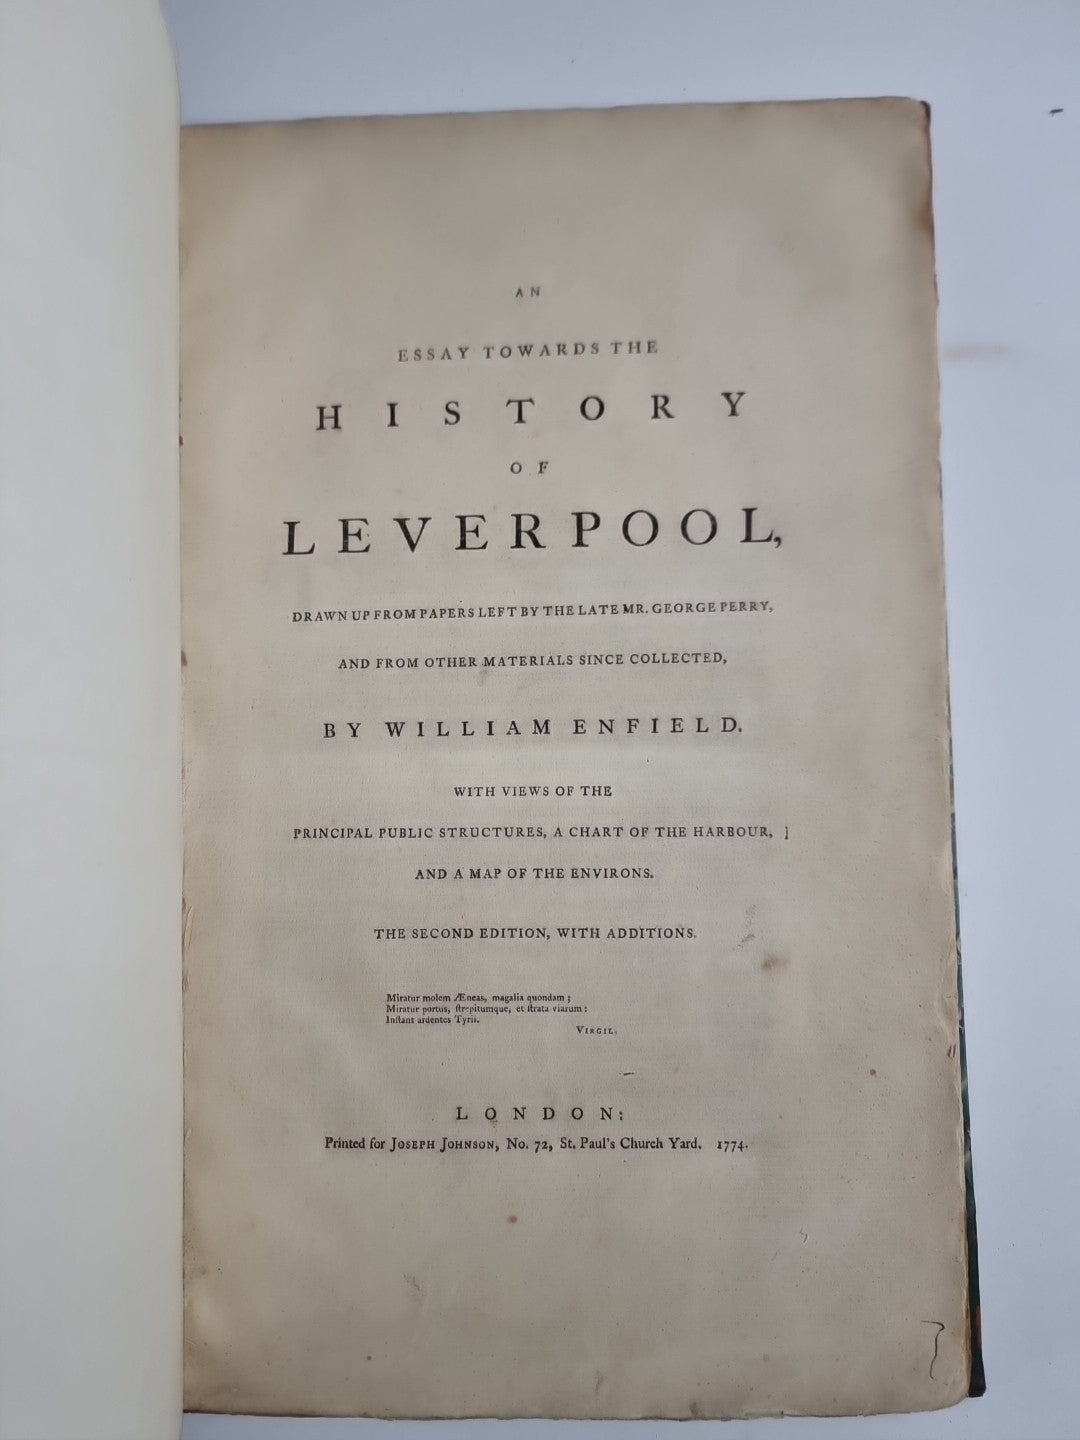 AN
ESSAY TOWARDS THE
HISTORY
OF
LEVERPOOL,
DRAWN UP FROM PAPERS LEFT BY THE LATE MR. GEORGE PERRY,
AND FROM OTHER MATERIALS SINCE COLLECTED,
BY WILLIAM ENFIELD.
WITH VIEWS OF THE
PRINCIPAL PUBLIC STRUCTURES, A CHART OF THE HARBOUR,
AND A MAP OF THE ENVIRONS.
THE SECOND EDITION, WITH ADDITIONS.
Miratur molem Æneas, magalia quondam;
Miratur portus, ſtrepitumque, et ſtrata viarum:
Inſtant ardentes Tyrii.
VIRGIL.
LONDON:
Printed for JOSEPH JOHNSON, No. 72, St. Paul's Church Yard. 1774.